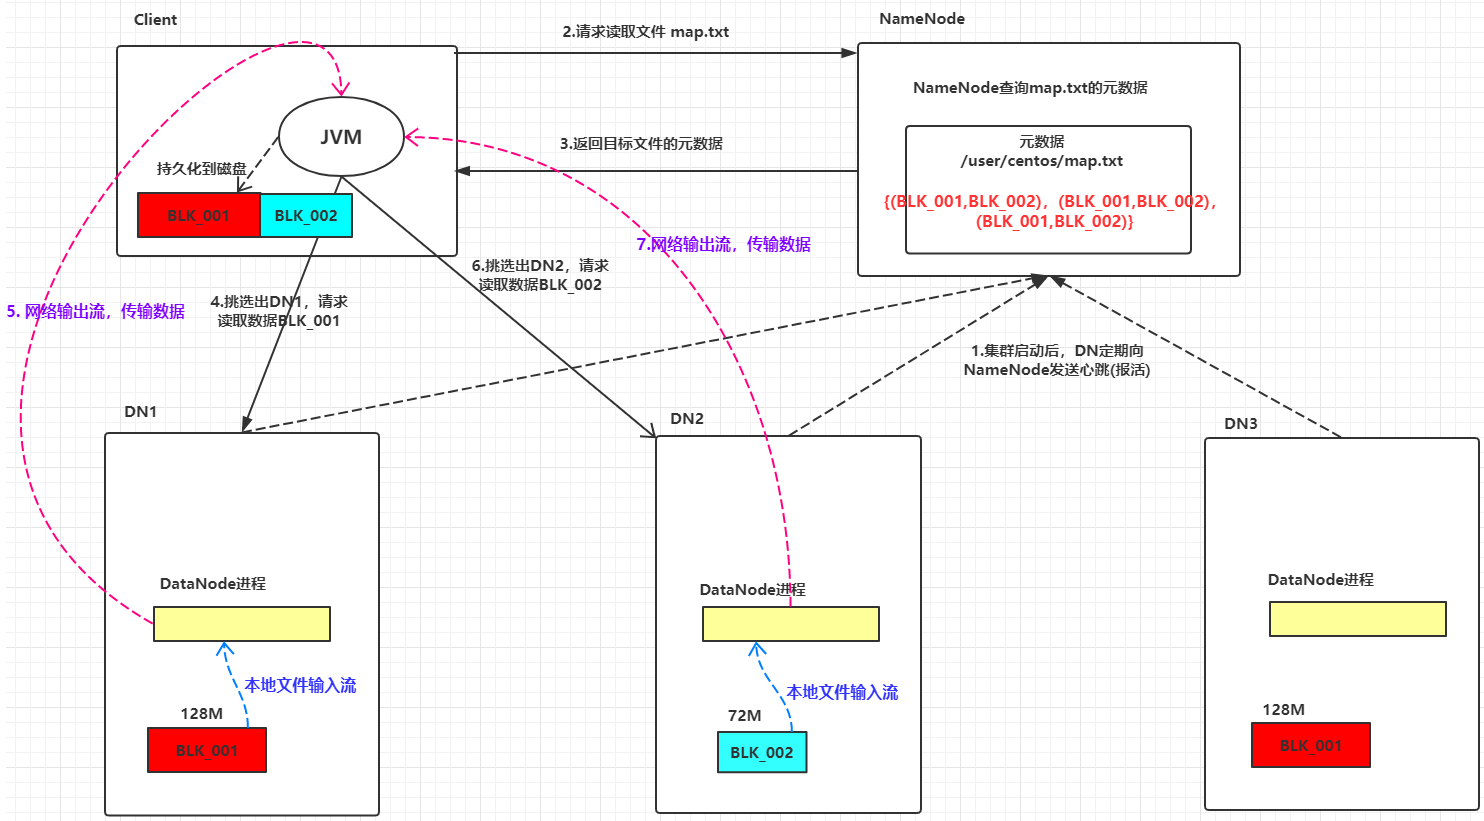 Client
NameNode
2.请求读取文件 map.txt
NameNode查询map.txt的元数据
JVM
3.返回目标文件的元数据
元数据
/user/centos/map.txt
持久化到磁盘
{(BLK_001,BLK_002)，(BLK_001,BLK_002)，
(BLK_001,BLK_002)}
BLK_001
BLK_002
7.网络输出流，传输数据
6.挑选出DN2，请求
读取数据BLK_002
5. 网络输出流，传输数据
4.挑选出DN1，请求
读取数据BLK_001
1.集群启动后，DN定期向
NameNode发送心跳(报活)
DN1
DN2
DN3
DataNode进程
DataNode进程
DataNode进程
本地文件输入流
本地文件输入流
128M
72M
128M
BLK_001
BLK_002
BLK_001